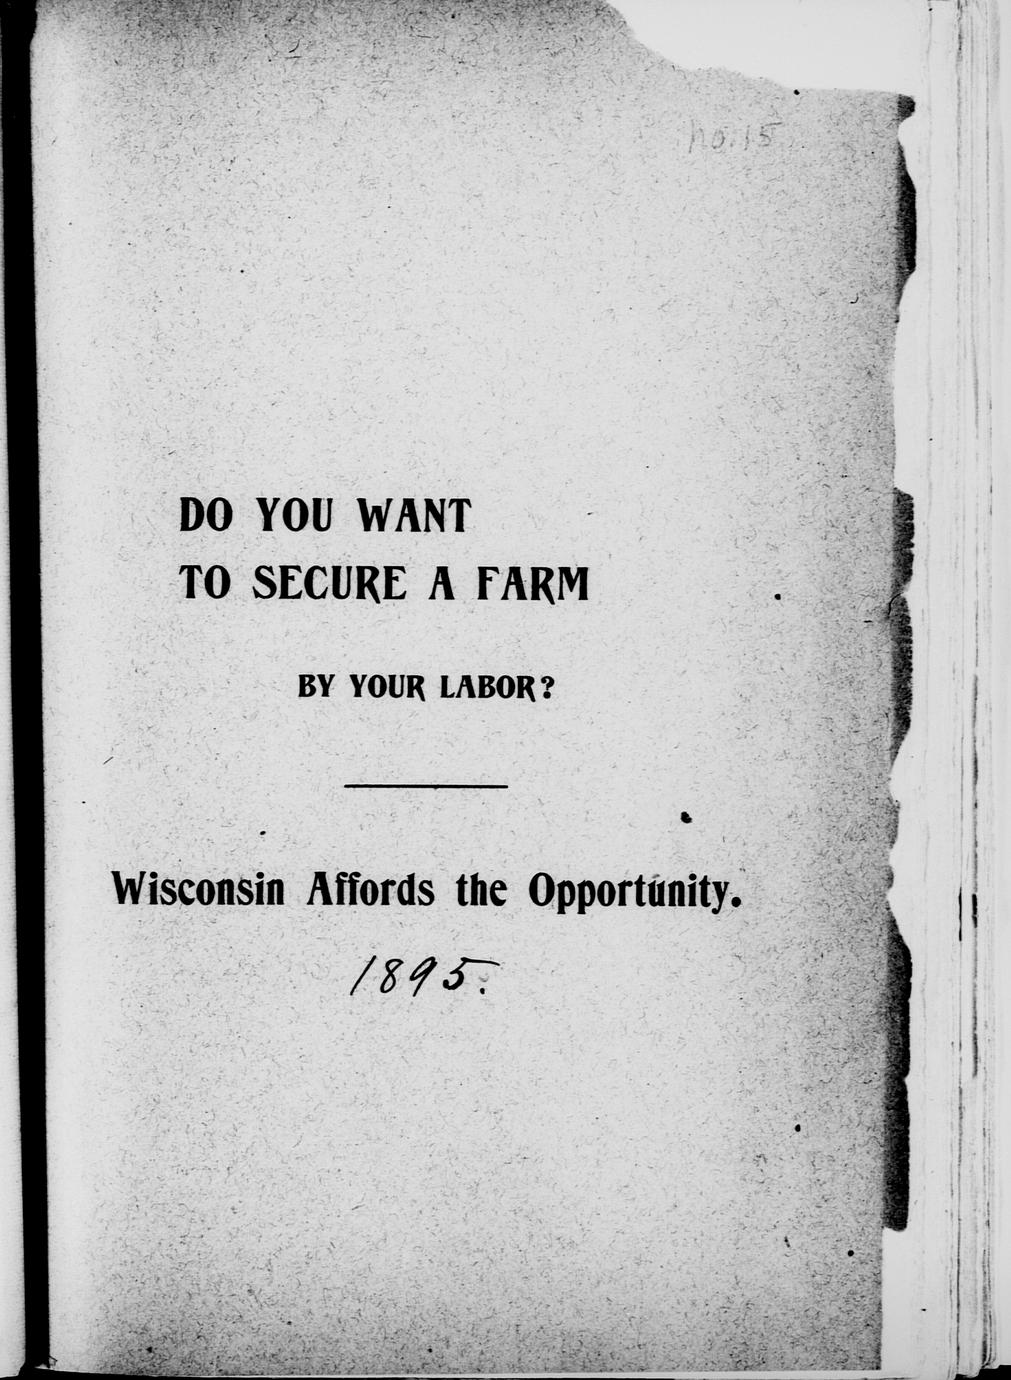 no. 15
DO YOU WANT
TO SECURE A FARM
BY YOUR LABOR?
Wisconsin Affords the Opportunity.
1895.